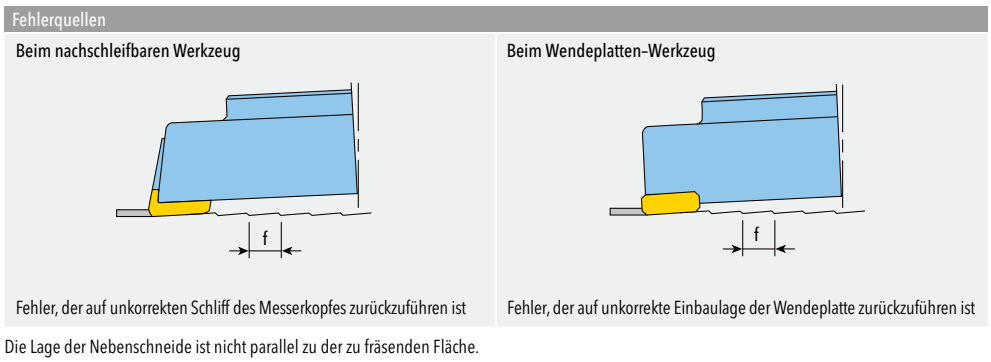 Fehlerquellen
Beim nachschleifbaren Werkzeug
f
Fehler, der auf unkorrekten Schliff des Messerkopfes zurückzuführen ist
Beim Wendeplatten-Werkzeug
f
Fehler, der auf unkorrekte Einbaulage der Wendeplatte zurückzuführen ist
Die Lage der Nebenschneide ist nicht parallel zu der zu fräsenden Fläche.